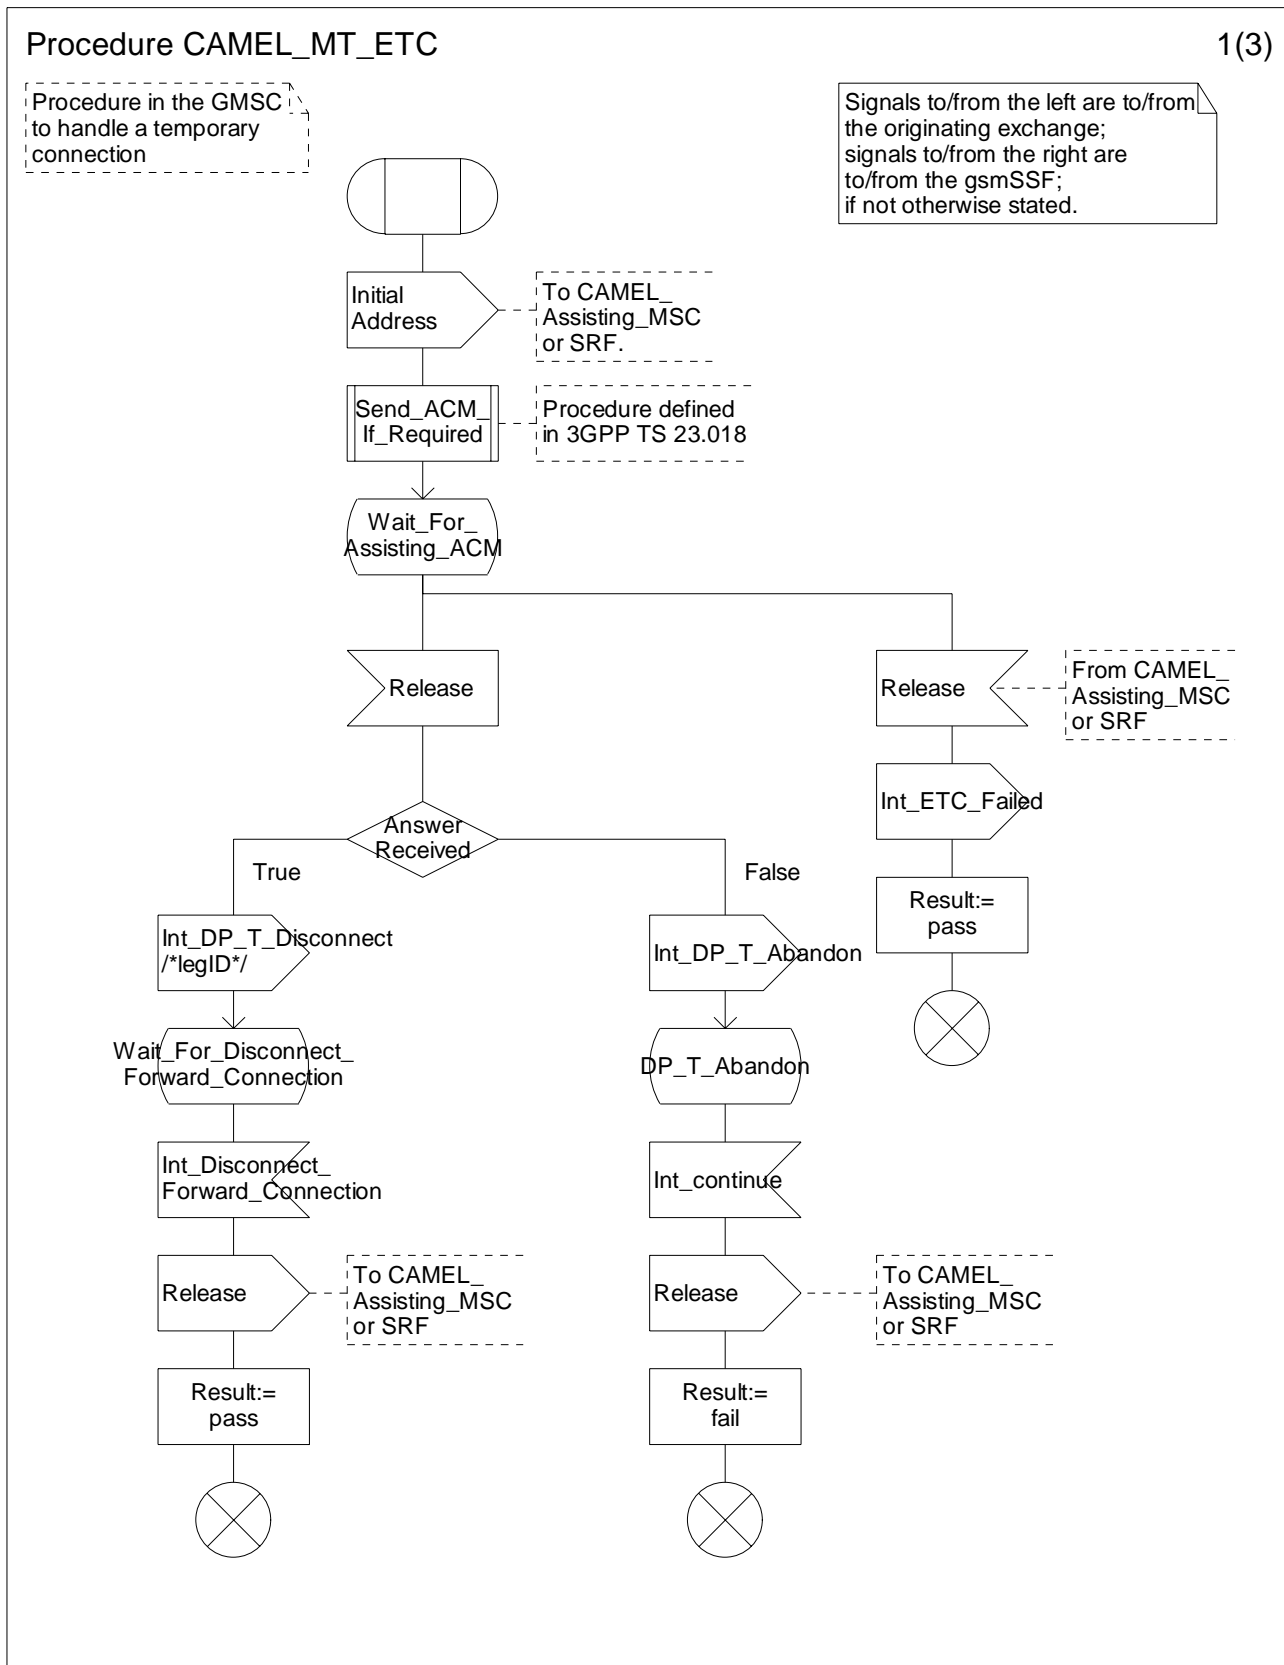 Procedure CAMEL_MT_ETC
1(3)
Procedure in the GMSC
to handle a temporary
connection
Signals to/from the left are to/from
the originating exchange;
signals to/from the right are
to/from the gsmSSF;
if not otherwise stated.
Initial
Address
To CAMEL_
Assisting_MSC
or SRF.
Send_ACM_
If_Required
Procedure defined
in 3GPP TS 23.018
Wait_For_
Assisting_ACM
Release
Release
From CAMEL_
Assisting_MSC
or SRF
Int_ETC_Failed
Answer
Received
True
False
Result:=
pass
Int_DP_T_Disconnect
/*legID*/
Int_DP_T_Abandon
Wait_For_Disconnect_
Forward_Connection
DP_T_Abandon
Int_Disconnect_
Forward_Connection
Int_continue
Release
To CAMEL_
Assisting_MSC
or SRF
Release
To CAMEL_
Assisting_MSC
or SRF
Result:=
pass
Result:=
fail